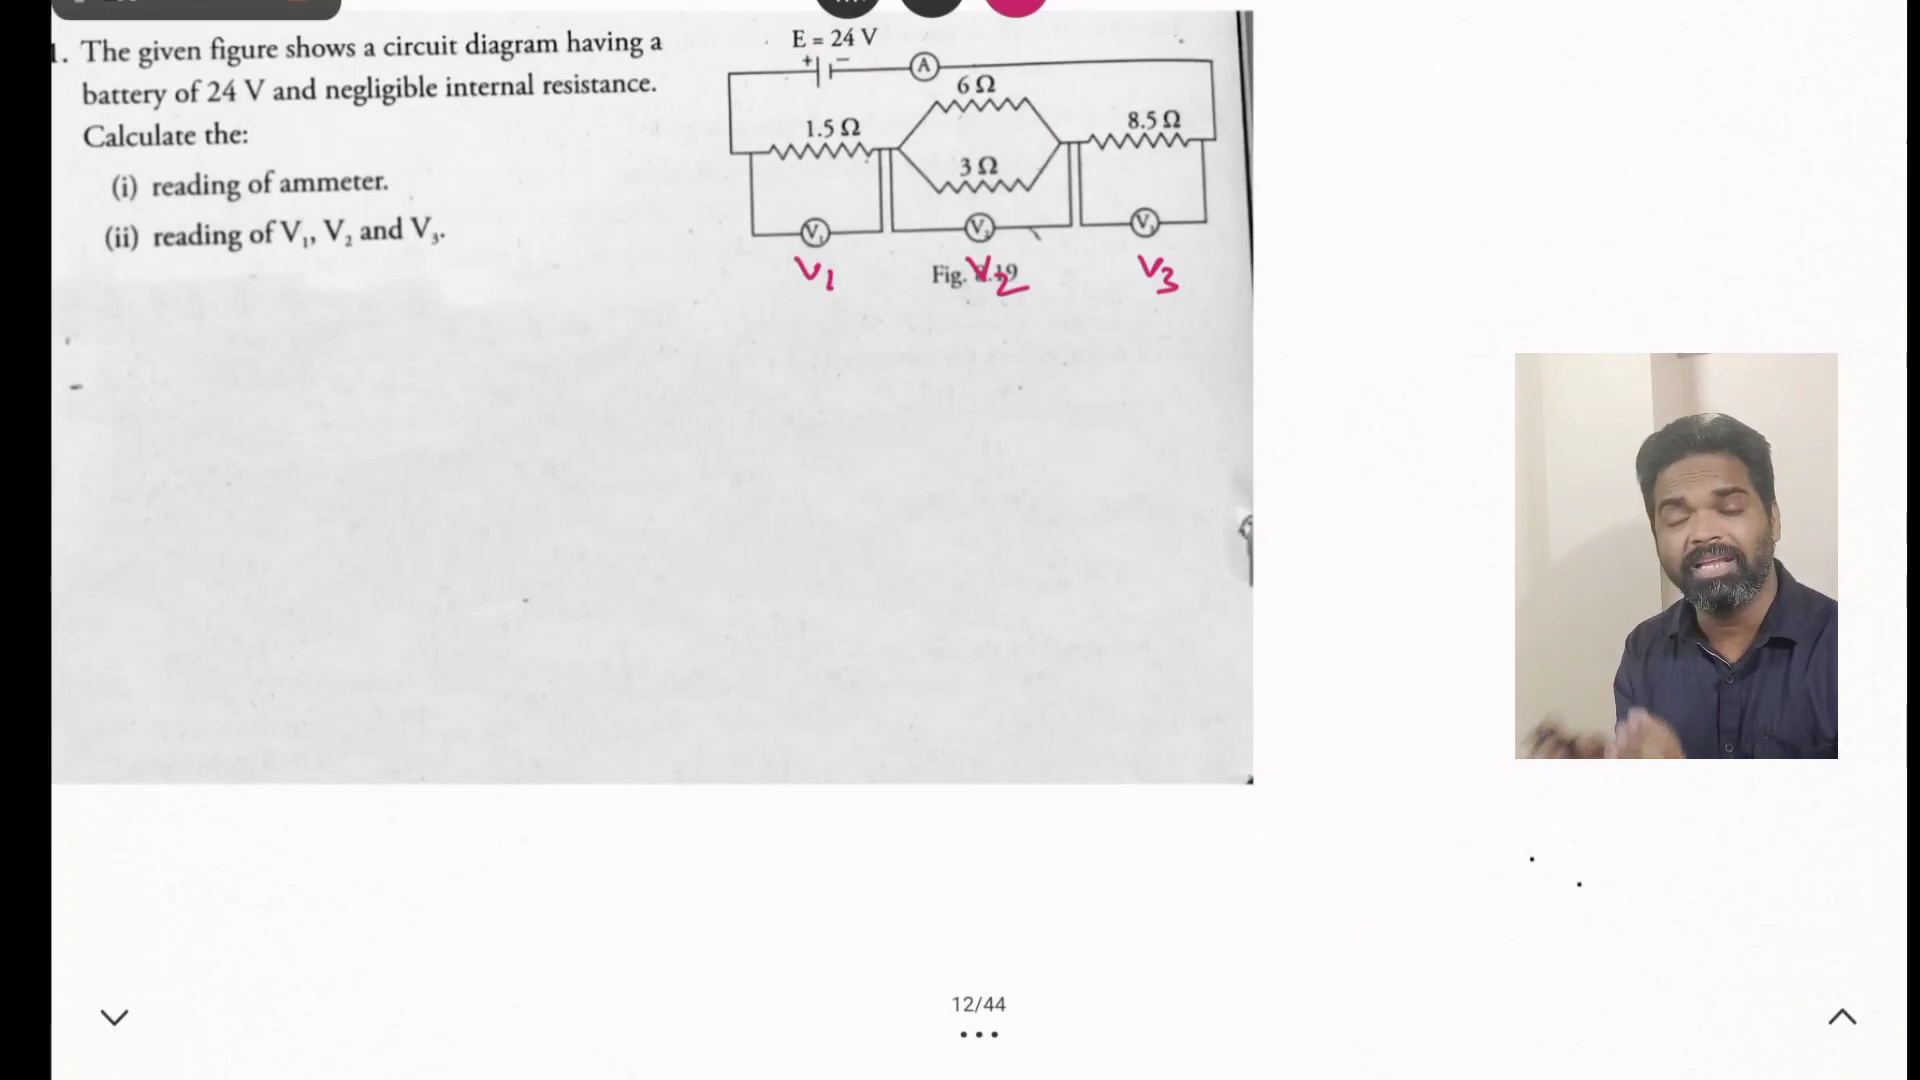 1. The given figure shows a circuit diagram having a
battery of 24 V and negligible internal resistance.
Calculate the:
(i) reading of ammeter.
(ii) reading of V₁, V₂ and V₃.
E = 24 V
+ −
A
6 Ω
1.5 Ω
8.5 Ω
3 Ω
V₁
V₂
V
V1
V2
V3
Fig.
12/44